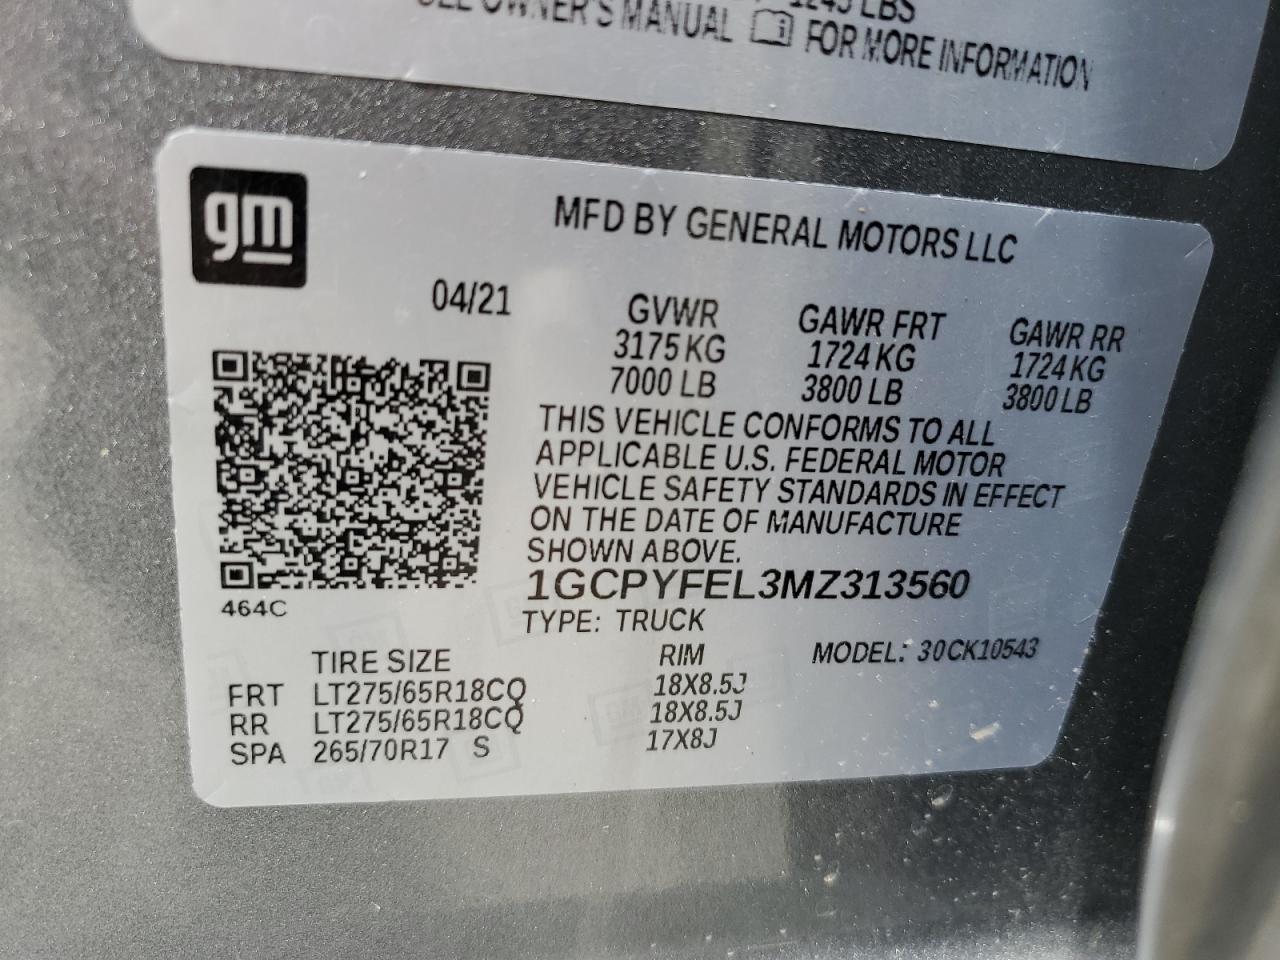 1245 LBS
SEE OWNER'S MANUAL FOR MORE INFORMATION
gm
MFD BY GENERAL MOTORS LLC
04/21
GVWR GAWR FRT GAWR RR
3175 KG 1724 KG 1724 KG
7000 LB 3800 LB 3800 LB
THIS VEHICLE CONFORMS TO ALL
APPLICABLE U.S. FEDERAL MOTOR
VEHICLE SAFETY STANDARDS IN EFFECT
ON THE DATE OF MANUFACTURE
SHOWN ABOVE.
1GCPYFEL3MZ313560
464C
TYPE: TRUCK
TIRE SIZE RIM MODEL: 30CK10543
FRT LT275/65R18CQ 18X8.5J
RR LT275/65R18CQ 18X8.5J
SPA 265/70R17 S 17X8J